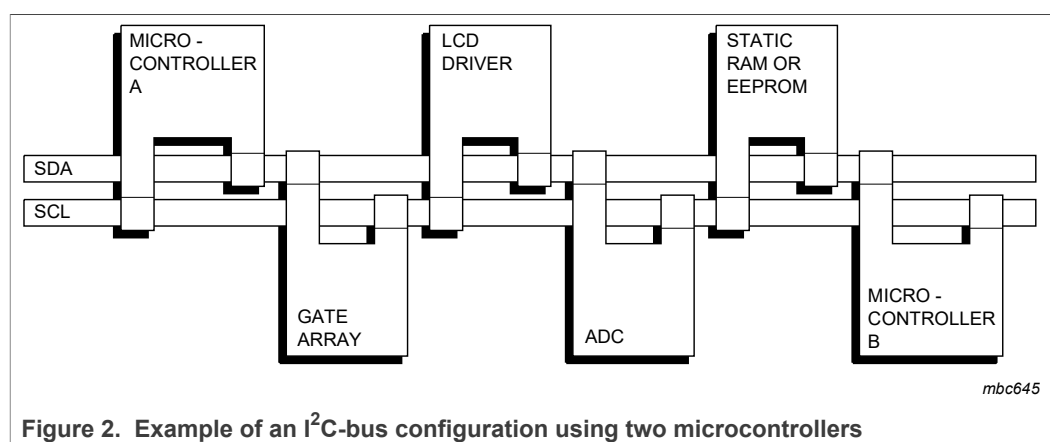 MICRO -
CONTROLLER
A
LCD
DRIVER
STATIC
RAM OR
EEPROM
SDA
SCL
GATE
ARRAY
ADC
MICRO -
CONTROLLER
B
mbc645
Figure 2. Example of an I²C-bus configuration using two microcontrollers